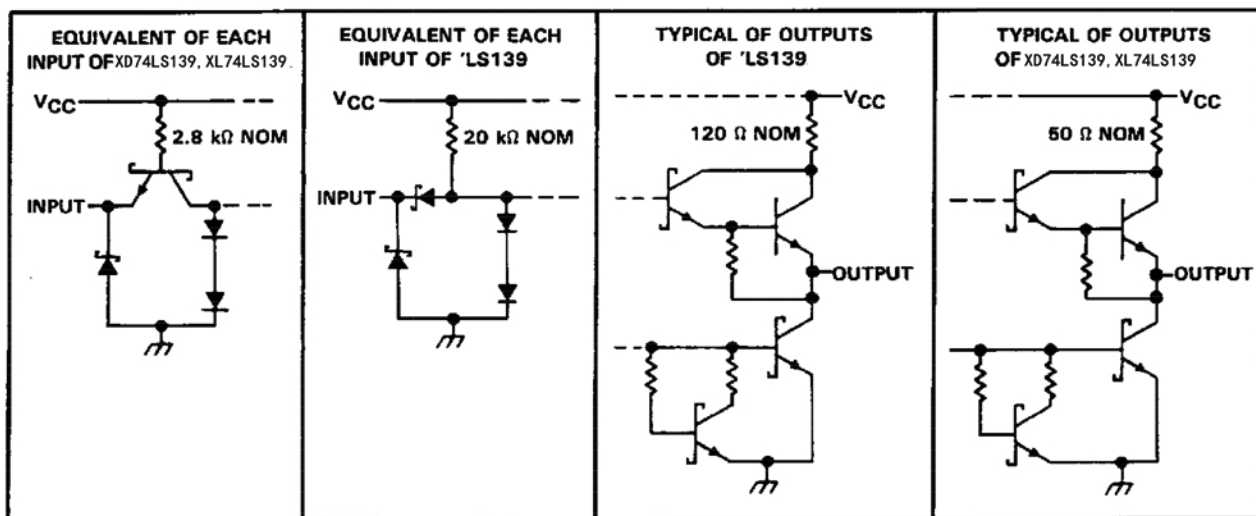 EQUIVALENT OF EACH
INPUT OF XD74LS139, XL74LS139.
VCC
2.8 kΩ NOM
INPUT
EQUIVALENT OF EACH
INPUT OF 'LS139
VCC
20 kΩ NOM
INPUT
TYPICAL OF OUTPUTS
OF 'LS139
VCC
120 Ω NOM
OUTPUT
TYPICAL OF OUTPUTS
OF XD74LS139, XL74LS139
VCC
50 Ω NOM
OUTPUT